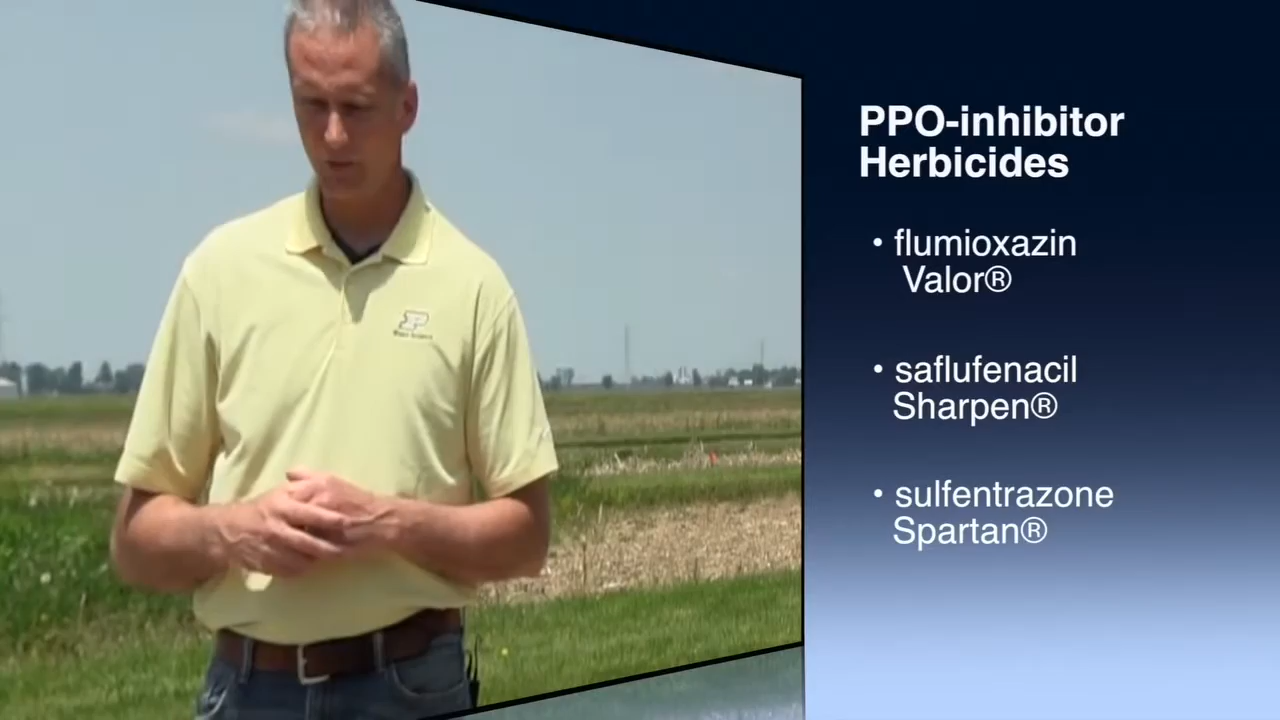 PPO-inhibitor
Herbicides
• flumioxazin
Valor®
• saflufenacil
Sharpen®
• sulfentrazone
Spartan®